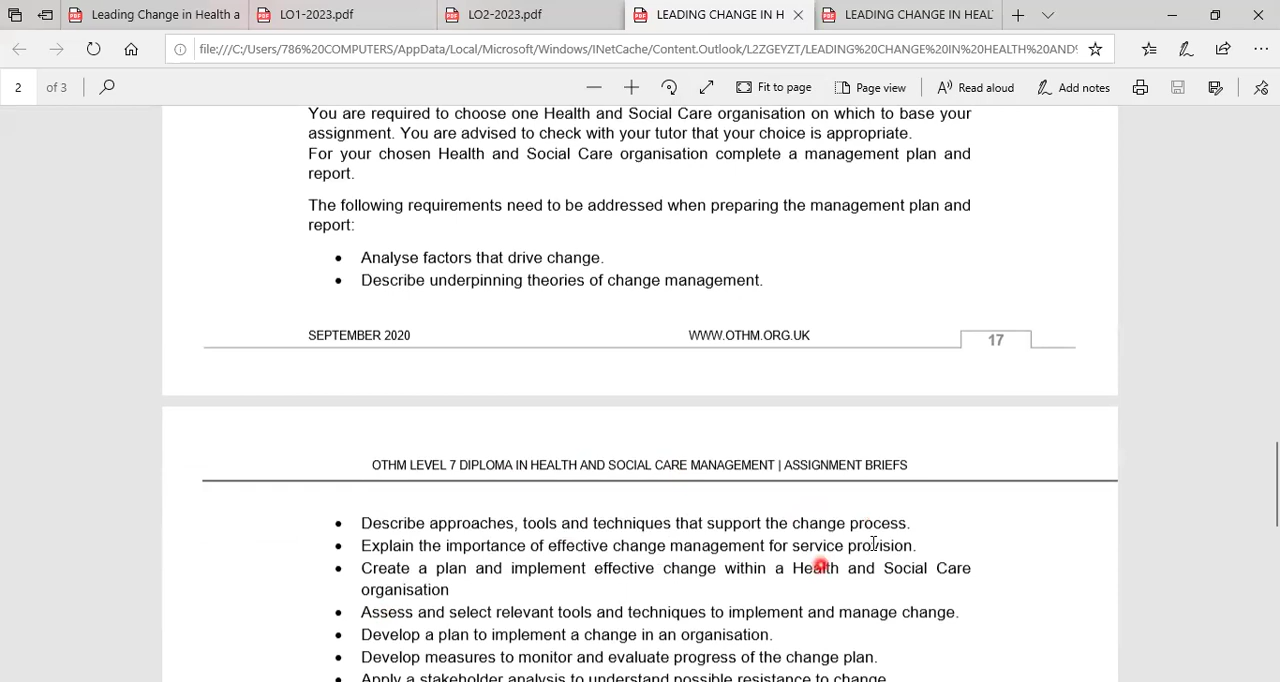 Leading Change in Health a
LO1-2023.pdf
LO2-2023.pdf
LEADING CHANGE IN H
LEADING CHANGE IN HEAL
file:///C:/Users/786%20COMPUTERS/AppData/Local/Microsoft/Windows/INetCache/Content.Outlook/L2ZGEYZT/LEADING%20CHANGE%20IN%20HEALTH%20AND%
2 of 3
Fit to page
Page view
Read aloud
Add notes
You are required to choose one Health and Social Care organisation on which to base your
assignment. You are advised to check with your tutor that your choice is appropriate.
For your chosen Health and Social Care organisation complete a management plan and
report.
The following requirements need to be addressed when preparing the management plan and
report:
• Analyse factors that drive change.
• Describe underpinning theories of change management.
SEPTEMBER 2020 WWW.OTHM.ORG.UK 17
OTHM LEVEL 7 DIPLOMA IN HEALTH AND SOCIAL CARE MANAGEMENT | ASSIGNMENT BRIEFS
• Describe approaches, tools and techniques that support the change process.
• Explain the importance of effective change management for service provision.
• Create a plan and implement effective change within a Health and Social Care
organisation
• Assess and select relevant tools and techniques to implement and manage change.
• Develop a plan to implement a change in an organisation.
• Develop measures to monitor and evaluate progress of the change plan.
• Apply a stakeholder analysis to understand possible resistance to change